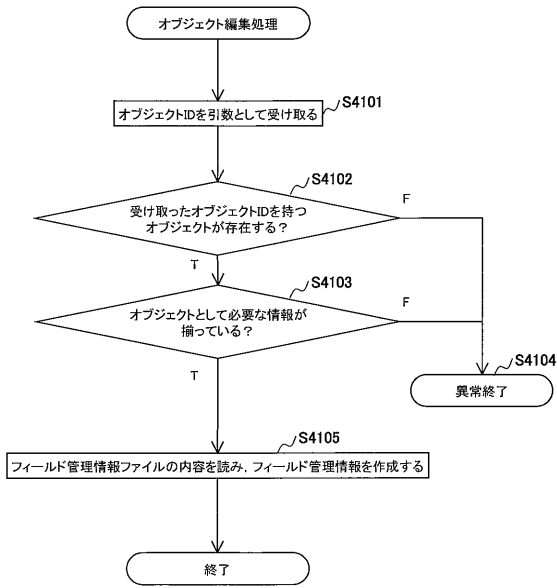 オブジェクト編集処理
S4101
オブジェクトIDを引数として受け取る
S4102
受け取ったオブジェクトIDを持つ
オブジェクトが存在する？
F
T
S4103
オブジェクトとして必要な情報が
揃っている？
F
T
S4104
異常終了
S4105
フィールド管理情報ファイルの内容を読み，フィールド管理情報を作成する
終了